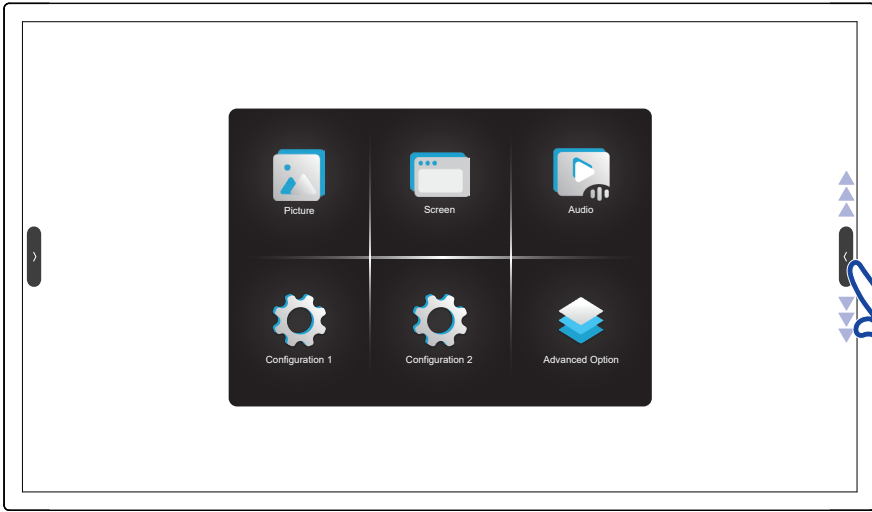 Picture
Screen
Audio
Configuration 1
Configuration 2
Advanced Option